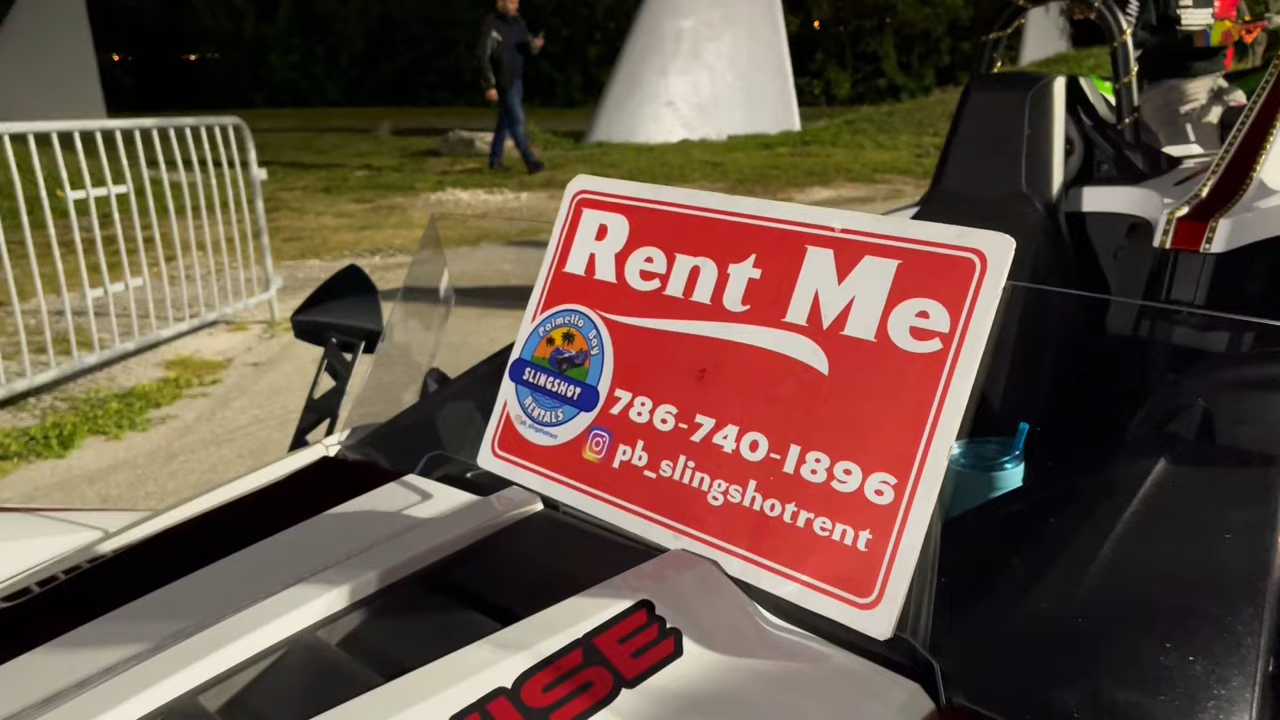 Rent Me
Palmetto Bay
SLINGSHOT
RENTALS
786-740-1896
pb_slingshotrent